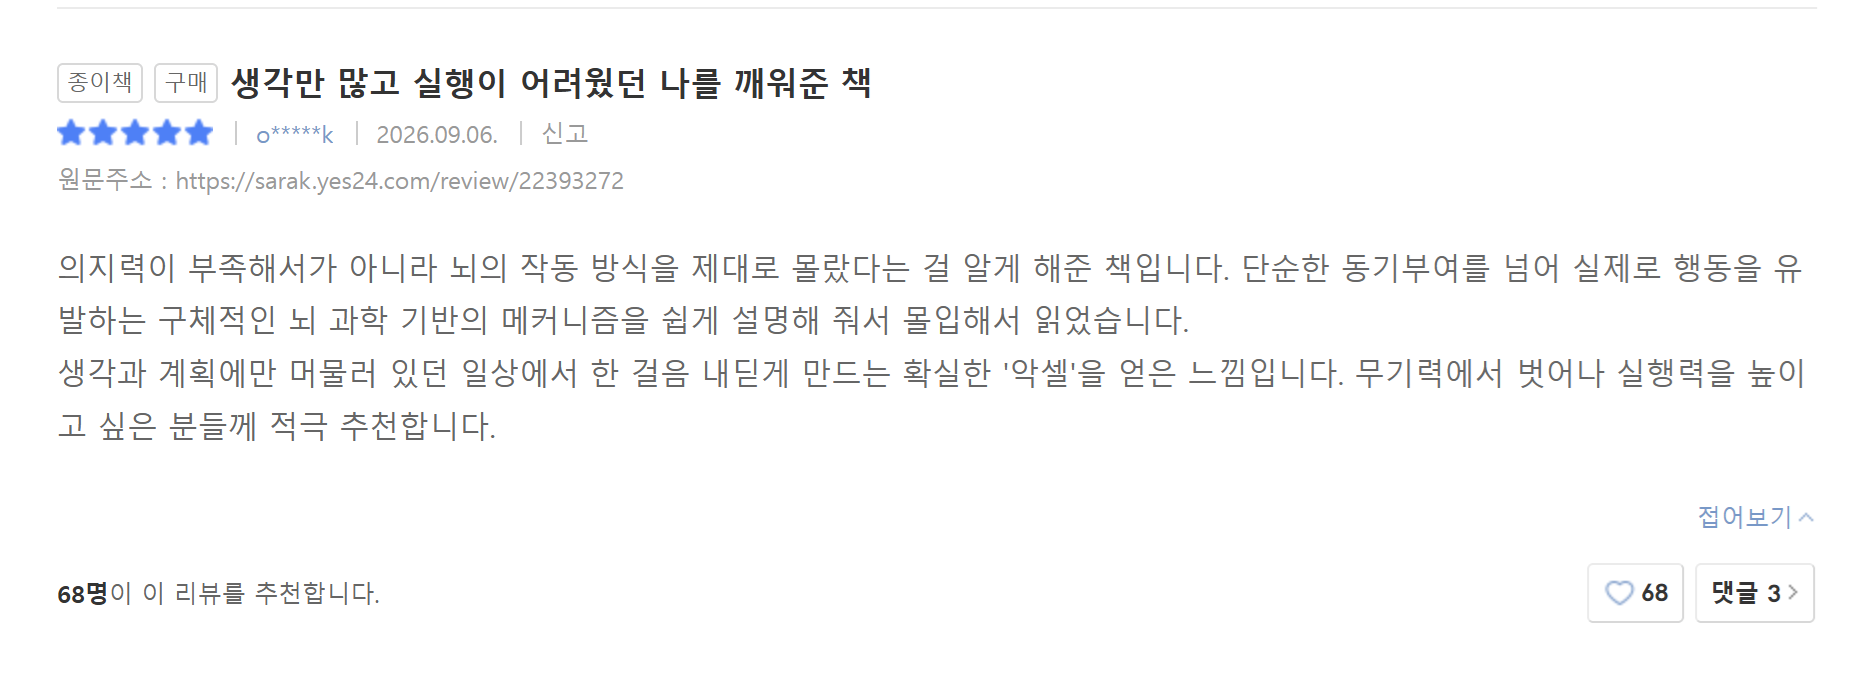 종이책 구매 생각만 많고 실행이 어려웠던 나를 깨워준 책
o*****k 2026.09.06. 신고
원문주소 : https://sarak.yes24.com/review/22393272
의지력이 부족해서가 아니라 뇌의 작동 방식을 제대로 몰랐다는 걸 알게 해준 책입니다. 단순한 동기부여를 넘어 실제로 행동을 유
발하는 구체적인 뇌 과학 기반의 메커니즘을 쉽게 설명해 줘서 몰입해서 읽었습니다.
생각과 계획에만 머물러 있던 일상에서 한 걸음 내딛게 만드는 확실한 '악셀'을 얻은 느낌입니다. 무기력에서 벗어나 실행력을 높이
고 싶은 분들께 적극 추천합니다.
접어보기
68명이 이 리뷰를 추천합니다. 68 댓글 3